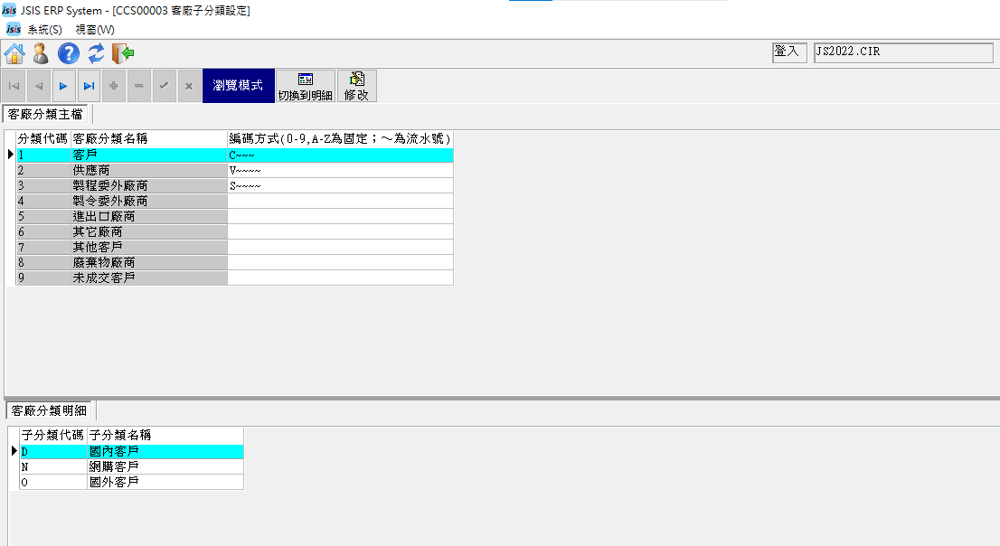 jsis JSIS ERP System - [CCS00003 客廠子分類設定]
jsis 系統(S) 視窗(W)
登入 JS2022.CIR
瀏覽模式 切換到明細 修改
客廠分類主檔
分類代碼 客廠分類名稱 編碼方式(0-9,A-Z為固定；～為流水號)
1 客戶 C~~~
2 供應商 V~~~~
3 製程委外廠商 S~~~~
4 製令委外廠商
5 進出口廠商
6 其它廠商
7 其他客戶
8 廢棄物廠商
9 未成交客戶
客廠分類明細
子分類代碼 子分類名稱
D 國內客戶
N 網購客戶
O 國外客戶